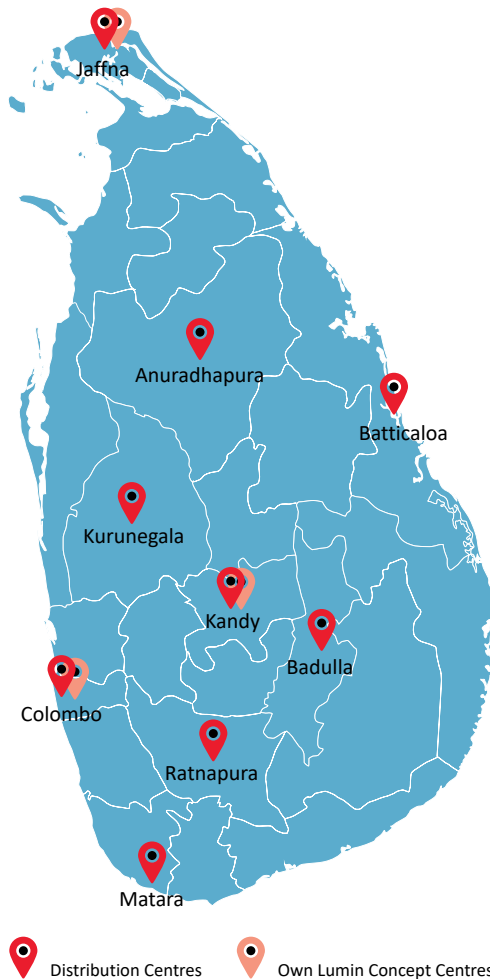 Jaffna
Anuradhapura
Batticaloa
Kurunegala
Kandy
Badulla
Colombo
Ratnapura
Matara
Distribution Centres
Own Lumin Concept Centres